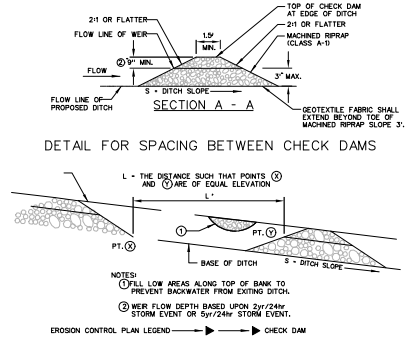 TOP OF CHECK DAM
AT EDGE OF DITCH
2:1 OR FLATTER
1.5'
MIN.
2:1 OR FLATTER
FLOW LINE OF WEIR
MACHINED RIPRAP
(CLASS A-1)
② 9" MIN.
FLOW
3' MAX.
FLOW LINE OF
PROPOSED DITCH
S = DITCH SLOPE
SECTION A - A
GEOTEXTILE FABRIC SHALL
EXTEND BEYOND TOE OF
MACHINED RIPRAP SLOPE 3'.
DETAIL FOR SPACING BETWEEN CHECK DAMS
L - THE DISTANCE SUCH THAT POINTS Ⓧ
AND Ⓨ ARE OF EQUAL ELEVATION
L'
①
PT. Ⓨ
PT. Ⓧ
BASE OF DITCH
S = DITCH SLOPE
NOTES:
① FILL LOW AREAS ALONG TOP OF BANK TO
PREVENT BACKWATER FROM EXITING DITCH.
② WEIR FLOW DEPTH BASED UPON 2yr/24hr
STORM EVENT OR 5yr/24hr STORM EVENT.
EROSION CONTROL PLAN LEGEND
CHECK DAM